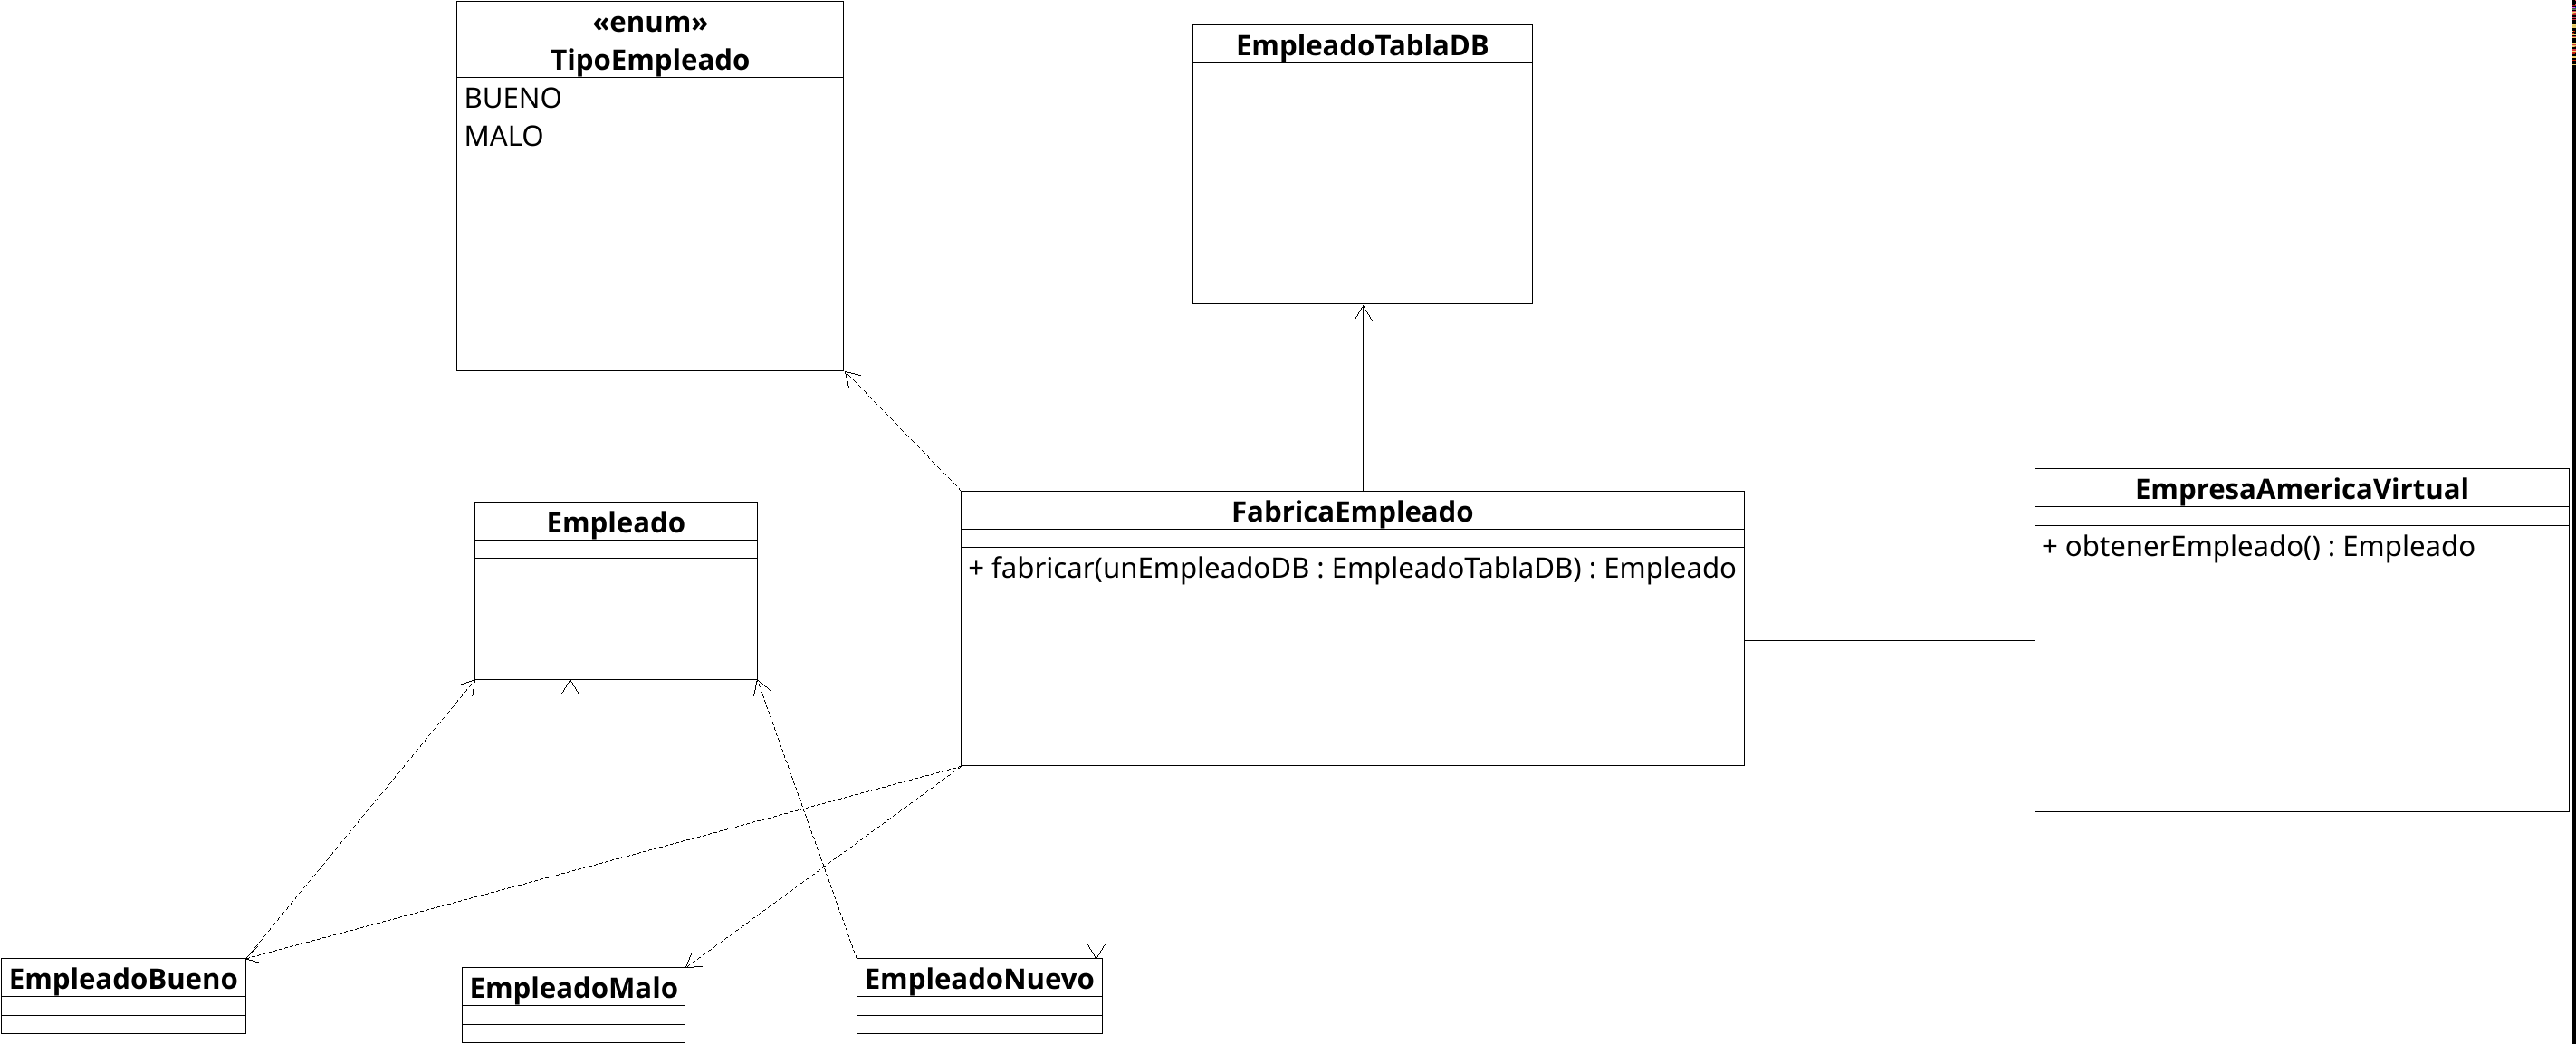 «enum»
TipoEmpleado
BUENO
MALO
EmpleadoTablaDB
Empleado
FabricaEmpleado
+ fabricar(unEmpleadoDB : EmpleadoTablaDB) : Empleado
EmpresaAmericaVirtual
+ obtenerEmpleado() : Empleado
EmpleadoBueno
EmpleadoMalo
EmpleadoNuevo